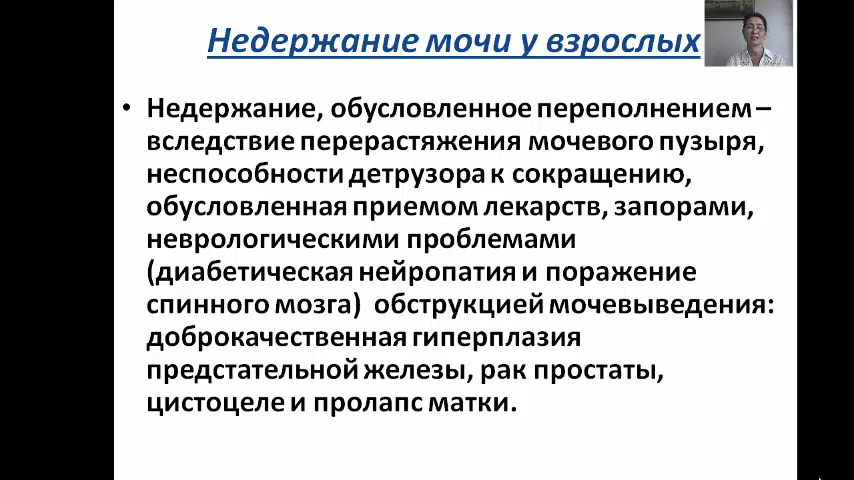 Недержание мочи у взрослых
• Недержание, обусловленное переполнением –
вследствие перерастяжения мочевого пузыря,
неспособности детрузора к сокращению,
обусловленная приемом лекарств, запорами,
неврологическими проблемами
(диабетическая нейропатия и поражение
спинного мозга) обструкцией мочевыведения:
доброкачественная гиперплазия
предстательной железы, рак простаты,
цистоцеле и пролапс матки.